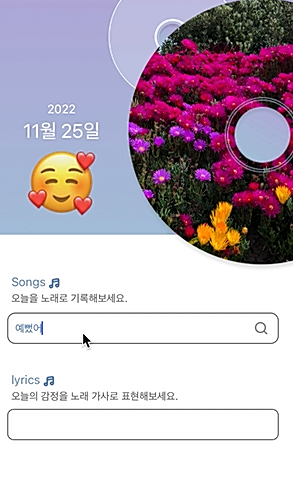 2022
11월 25일
Songs
오늘을 노래로 기록해보세요.
예뻤어
lyrics
오늘의 감정을 노래 가사로 표현해보세요.